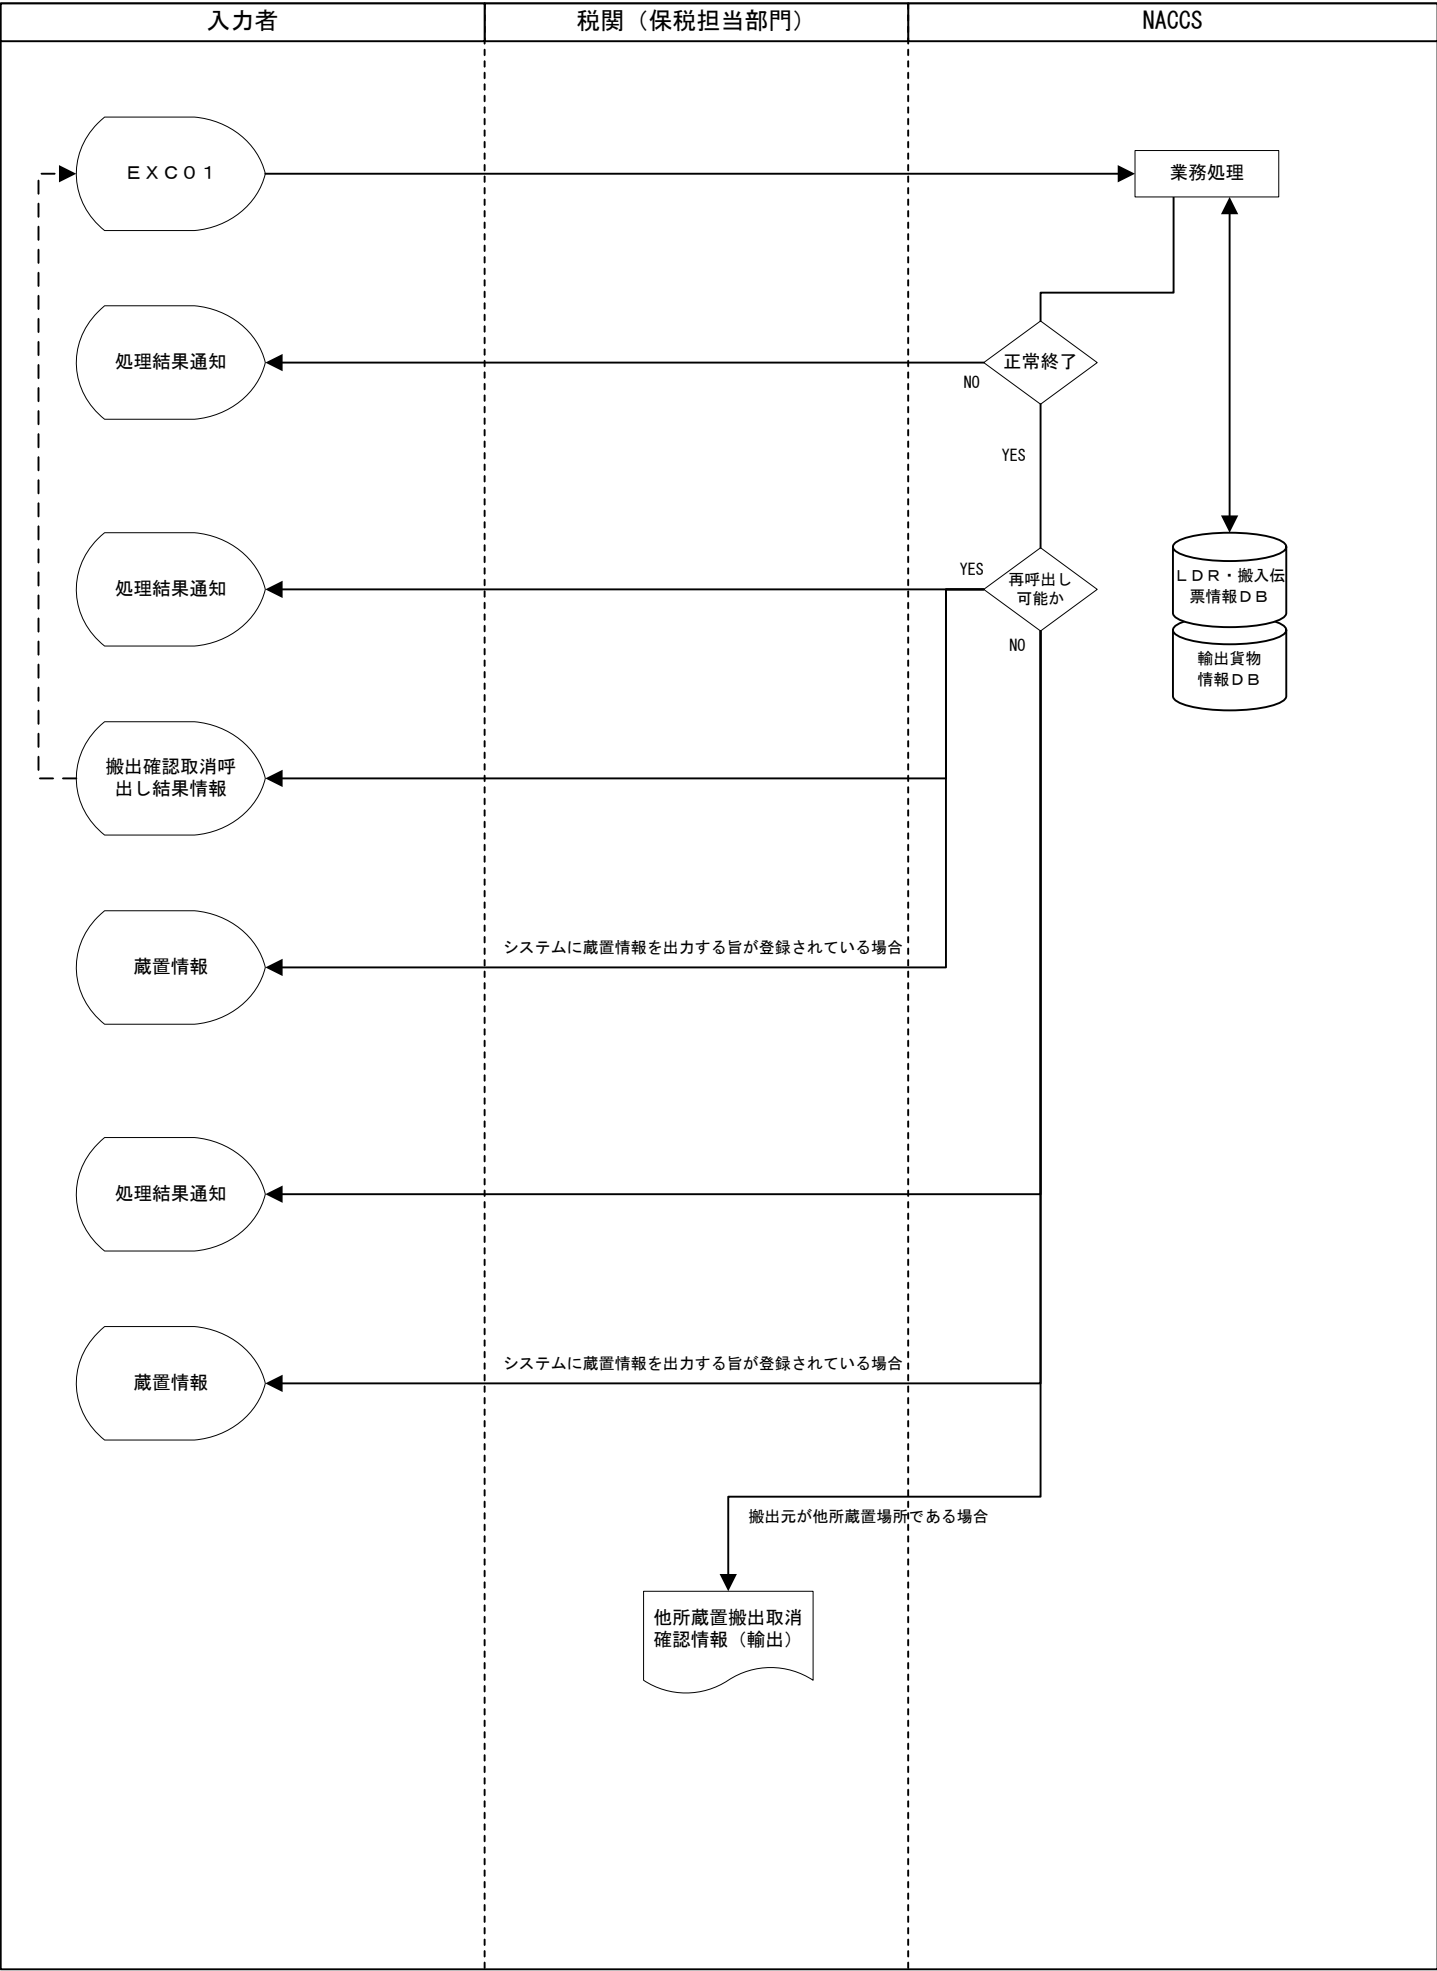 入力者
税関（保税担当部門）
NACCS
ＥＸＣ０１
業務処理
処理結果通知
正常終了
NO
YES
処理結果通知
YES
再呼出し
可能か
NO
ＬＤＲ・搬入伝
票情報ＤＢ
輸出貨物
情報ＤＢ
搬出確認取消呼
出し結果情報
システムに蔵置情報を出力する旨が登録されている場合
蔵置情報
処理結果通知
システムに蔵置情報を出力する旨が登録されている場合
蔵置情報
搬出元が他所蔵置場所である場合
他所蔵置搬出取消
確認情報（輸出）